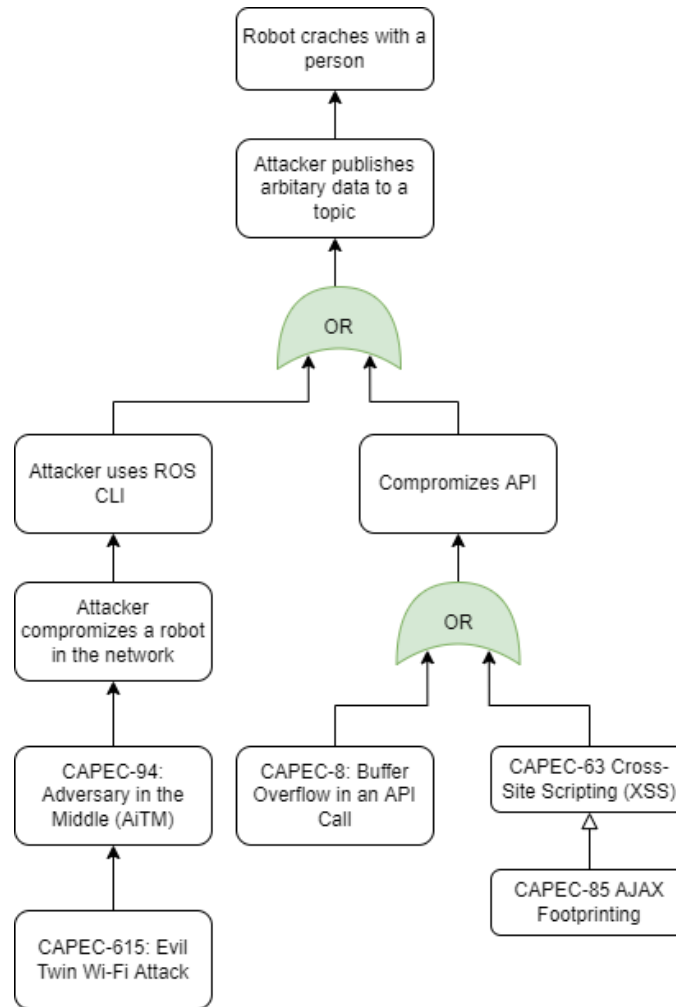 Robot craches with a
person
Attacker publishes
arbitary data to a
topic
OR
Attacker uses ROS
CLI
Compromizes API
Attacker
compromizes a robot
in the network
OR
CAPEC-94:
Adversary in the
Middle (AiTM)
CAPEC-8: Buffer
Overflow in an API
Call
CAPEC-63 Cross-
Site Scripting (XSS)
CAPEC-85 AJAX
Footprinting
CAPEC-615: Evil
Twin Wi-Fi Attack